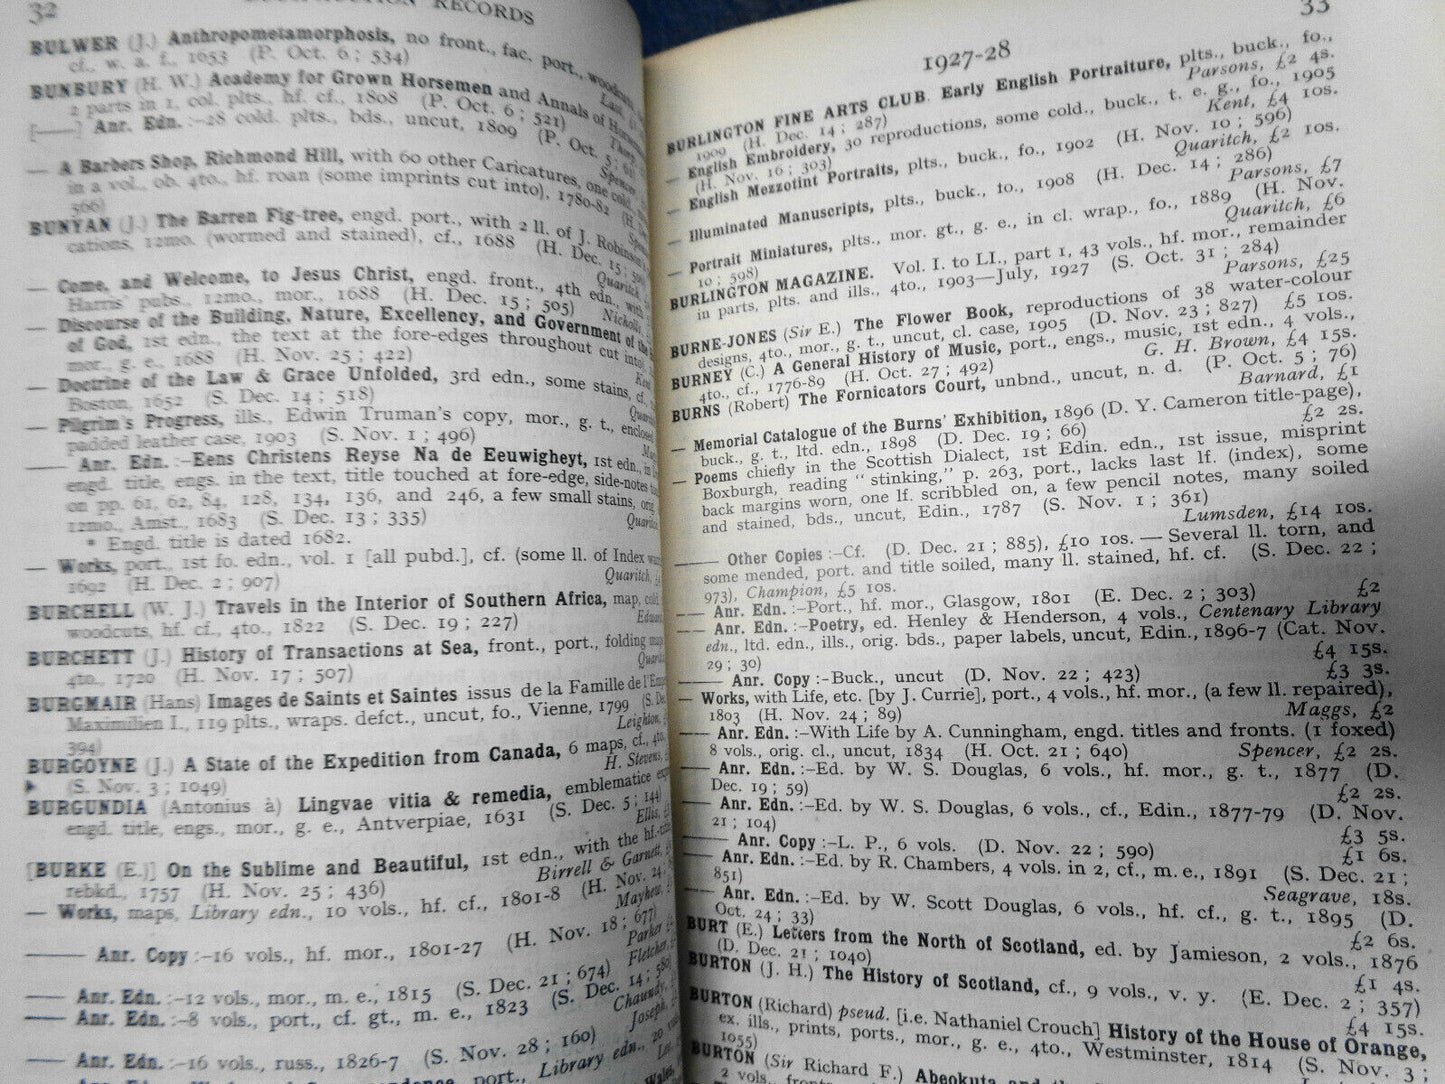 32 RECORDS
BULWER (J.) Anthropometamorphosis, no front., fac. port., woodcuts,
cf., w. a. f., 1653 (P. Oct. 6 ; 534)
BUNBURY (H. W.) Academy for Grown Horsemen and Annals of
2 parts in 1, col. plts., hf. cf., 1808 (P. Oct. 6 ; 521)
[——] Anr. Edn. :–28 cold. plts., bds., uncut, 1809 (P. Oct. 5 ;
— A Barbers Shop, Richmond Hill, with 60 other Caricatures, one
in a vol., ob. 4to., hf. roan (some imprints cut into), 1780-82 (H.
366) Spencer
BUNYAN (J.) The Barren Fig-tree, engd. port., with 2 ll. of J. Robinson's
cations, 12mo. (wormed and stained), cf., 1688 (H. Dec. 15 ;
— Come, and Welcome, to Jesus Christ, engd. front., 4th edn., with
Harris' pubs., 12mo., mor., 1688 (H. Dec. 15 ; 505) Quaritch
— Discourse of the Building, Nature, Excellency, and Government of the
of God, 1st edn., the text at the fore-edges throughout cut into,
mor., g. e., 1688 (H. Nov. 25 ; 422)
— Doctrine of the Law & Grace Unfolded, 3rd edn., some stains, cf.,
Boston, 1652 (S. Dec. 14 ; 518)
— Pilgrim's Progress, ills., Edwin Truman's copy, mor., g. t., enclosed
padded leather case, 1903 (S. Nov. 1 ; 496)
—— Anr. Edn. :–Eens Christens Reyse Na de Eeuwigheyt, 1st edn., in
engd. title, engs. in the text, title touched at fore-edge, side-notes
on pp. 61, 62, 84, 128, 134, 136, and 246, a few small stains, orig.
12mo., Amst., 1683 (S. Dec. 13 ; 335) Quaritch,
* Engd. title is dated 1682.
— Works, port., 1st fo. edn., vol. 1 [all pubd.], cf. (some ll. of Index
1692 (H. Dec. 2 ; 907) Quaritch,
BURCHELL (W. J.) Travels in the Interior of Southern Africa, map, cold.
woodcuts, hf. cf., 4to., 1822 (S. Dec. 19 ; 227)
BURCHETT (J.) History of Transactions at Sea, front., port., folding maps
4to., 1720 (H. Nov. 17 ; 507)
BURGMAIR (Hans) Images de Saints et Saintes issus de la Famille de l'Emp
Maximilien I., 119 plts., wraps. defct., uncut, fo., Vienne, 1799 (S. Dec.
394) Leighton,
BURGOYNE (J.) A State of the Expedition from Canada, 6 maps, cf., 4to.,
(S. Nov. 3 ; 1049) H. Stevens,
BURGUNDIA (Antonius à) Lingvae vitia & remedia, emblematice
engd. title, engs., mor., g. e., Antverpiae, 1631 (S. Dec. 5 ; 144)
Ellis,
[BURKE (E.)] On the Sublime and Beautiful, 1st edn., with the hf.-title
rebkd., 1757 (H. Nov. 25 ; 436) Birrell & Garnett,
— Works, maps, Library edn., 10 vols., hf. cf., 1801-8 (H. Nov. 24 ;
Mayhew,
—— Anr. Copy :–16 vols., hf. mor., 1801-27 (H. Nov. 18 ; 677)
Parker
—— Anr. Edn. :–12 vols., mor., m. e., 1815 (S. Dec. 21 ; 674) Fletcher,
—— Anr. Edn. :–8 vols., port., cf. gt., m. e., 1823 (S. Dec. 14 ; 580)
Chaundy,
—— Anr. Edn. :–16 vols., russ., 1826-7 (S. Nov. 28 ; 160) Joseph,
port., Library edn., 20 vols.
1927-28 33
BURLINGTON FINE ARTS CLUB. Early English Portraiture, plts., buck., fo.,
1909 (H. Dec. 14 ; 287) Parsons, £2 4s.
— English Embroidery, 30 reproductions, some cold., buck., t. e. g., fo., 1905
(H. Nov. 16 ; 303) Kent, £4 10s.
— English Mezzotint Portraits, plts., buck., fo., 1902 (H. Nov. 10 ; 596)
Quaritch, £2 10s.
— Illuminated Manuscripts, plts., buck., fo., 1908 (H. Dec. 14 ; 286)
Parsons, £7
— Portrait Miniatures, plts., mor. gt., g. e., in cl. wrap., fo., 1889 (H. Nov.
10 ; 598) Quaritch, £6
BURLINGTON MAGAZINE. Vol. I. to LI., part 1, 43 vols., hf. mor., remainder
in parts, plts. and ills., 4to., 1903—July, 1927 (S. Oct. 31 ; 284)
Parsons, £25
BURNE-JONES (Sir E.) The Flower Book, reproductions of 38 water-colour
designs, 4to., mor., g. t., uncut, cl. case, 1905 (D. Nov. 23 ; 827) £5 10s.
BURNEY (C.) A General History of Music, port., engs., music, 1st edn., 4 vols.,
4to., cf., 1776-89 (H. Oct. 27 ; 492) G. H. Brown, £4 15s.
BURNS (Robert) The Fornicators Court, unbnd., uncut, n. d. (P. Oct. 5 ; 76)
Barnard, £1
— Memorial Catalogue of the Burns' Exhibition, 1896 (D. Y. Cameron title-page),
buck., g. t., ltd. edn., 1898 (D. Dec. 19 ; 66) £2 2s.
— Poems chiefly in the Scottish Dialect, 1st Edin. edn., 1st issue, misprint
Boxburgh, reading "stinking," p. 263, port., lacks last lf. (index), some
back margins worn, one lf. scribbled on, a few pencil notes, many soiled
and stained, bds., uncut, Edin., 1787 (S. Nov. 1 ; 361)
Lumsden, £14 10s.
—— Other Copies :–Cf. (D. Dec. 21 ; 885), £10 10s. — Several ll. torn, and
some mended, port. and title soiled, many ll. stained, hf. cf. (S. Dec. 22 ;
973), Champion, £5 10s.
—— Anr. Edn. :–Port., hf. mor., Glasgow, 1801 (E. Dec. 2 ; 303) £2
—— Anr. Edn. :–Poetry, ed. Henley & Henderson, 4 vols., Centenary Library
edn., ltd. edn., ills., orig. bds., paper labels, uncut, Edin., 1896-7 (Cat. Nov.
29 ; 30) £4 15s.
—— Anr. Copy :–Buck., uncut (D. Nov. 22 ; 423) £3 3s.
— Works, with Life, etc. [by J. Currie], port., 4 vols., hf. mor., (a few ll. repaired),
1803 (H. Nov. 24 ; 89) Maggs, £2
—— Anr. Edn. :–With Life by A. Cunningham, engd. titles and fronts. (1 foxed)
8 vols., orig. cl., uncut, 1834 (H. Oct. 21 ; 640) Spencer, £2 2s.
—— Anr. Edn. :–Ed. by W. S. Douglas, 6 vols., hf. mor., g. t., 1877 (D.
Dec. 19 ; 59) £2 2s.
—— Anr. Edn. :–Ed. by W. S. Douglas, 6 vols., cf., Edin., 1877-79 (D. Nov.
21 ; 104) £3 5s.
—— Anr. Copy :–L. P., 6 vols. (D. Nov. 22 ; 590) £1 6s.
—— Anr. Edn. :–Ed. by R. Chambers, 4 vols. in 2, cf., m. e., 1891 (S. Dec. 21 ;
851) Seagrave, 18s.
—— Anr. Edn. :–Ed. by W. Scott Douglas, 6 vols., hf. cf., g. t., 1895 (D.
Oct. 24 ; 33) £2 6s.
BURT (E.) Letters from the North of Scotland, ed. by Jamieson, 2 vols., 1876
(D. Dec. 21 ; 1040) £1 4s.
BURTON (J. H.) The History of Scotland, cf., 9 vols., v. y. (E. Dec. 2 ; 357)
£4 15s.
BURTON (Richard) pseud. [i.e. Nathaniel Crouch] History of the House of Orange,
ex. ills., prints, ports., mor., g. e., 4to., Westminster, 1814 (S. Nov. 3 ;
1055)
BURTON (Sir Richard F.) Abeokuta and the
2 vols., fronts.